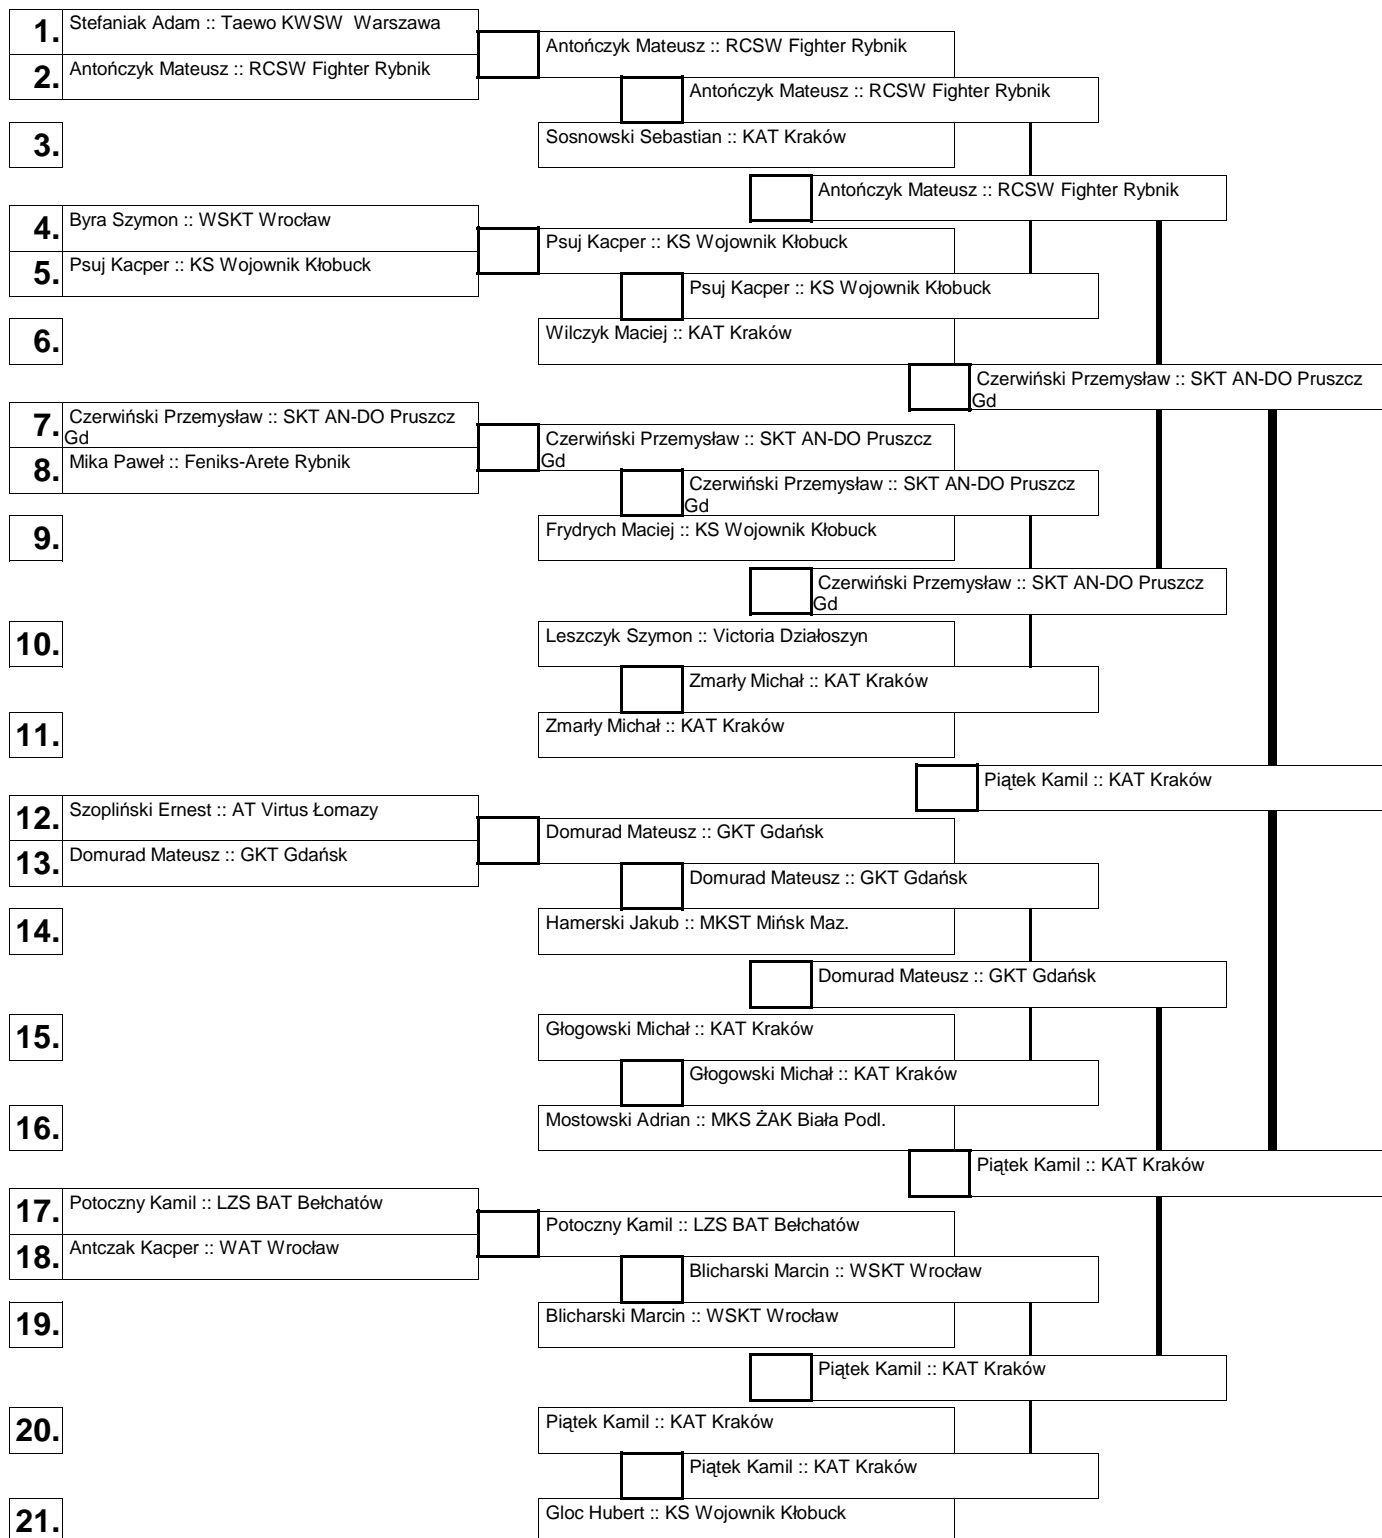 1. Stefaniak Adam :: Taewo KWSW  Warszawa
Antończyk Mateusz :: RCSW Fighter Rybnik
2. Antończyk Mateusz :: RCSW Fighter Rybnik
Antończyk Mateusz :: RCSW Fighter Rybnik
3.
Sosnowski Sebastian :: KAT Kraków
Antończyk Mateusz :: RCSW Fighter Rybnik
4. Byra Szymon :: WSKT Wrocław
Psuj Kacper :: KS Wojownik Kłobuck
5. Psuj Kacper :: KS Wojownik Kłobuck
Psuj Kacper :: KS Wojownik Kłobuck
6.
Wilczyk Maciej :: KAT Kraków
Czerwiński Przemysław :: SKT AN-DO Pruszcz
Gd
7. Czerwiński Przemysław :: SKT AN-DO Pruszcz
Gd
Czerwiński Przemysław :: SKT AN-DO Pruszcz
Gd
8. Mika Paweł :: Feniks-Arete Rybnik
Czerwiński Przemysław :: SKT AN-DO Pruszcz
Gd
9.
Frydrych Maciej :: KS Wojownik Kłobuck
Czerwiński Przemysław :: SKT AN-DO Pruszcz
Gd
10.
Leszczyk Szymon :: Victoria Działoszyn
Zmarły Michał :: KAT Kraków
11.
Zmarły Michał :: KAT Kraków
Piątek Kamil :: KAT Kraków
12. Szopliński Ernest :: AT Virtus Łomazy
Domurad Mateusz :: GKT Gdańsk
13. Domurad Mateusz :: GKT Gdańsk
Domurad Mateusz :: GKT Gdańsk
14.
Hamerski Jakub :: MKST Mińsk Maz.
Domurad Mateusz :: GKT Gdańsk
15.
Głogowski Michał :: KAT Kraków
Głogowski Michał :: KAT Kraków
16.
Mostowski Adrian :: MKS ŻAK Biała Podl.
Piątek Kamil :: KAT Kraków
17. Potoczny Kamil :: LZS BAT Bełchatów
Potoczny Kamil :: LZS BAT Bełchatów
18. Antczak Kacper :: WAT Wrocław
Blicharski Marcin :: WSKT Wrocław
19.
Blicharski Marcin :: WSKT Wrocław
Piątek Kamil :: KAT Kraków
20.
Piątek Kamil :: KAT Kraków
Piątek Kamil :: KAT Kraków
21.
Gloc Hubert :: KS Wojownik Kłobuck